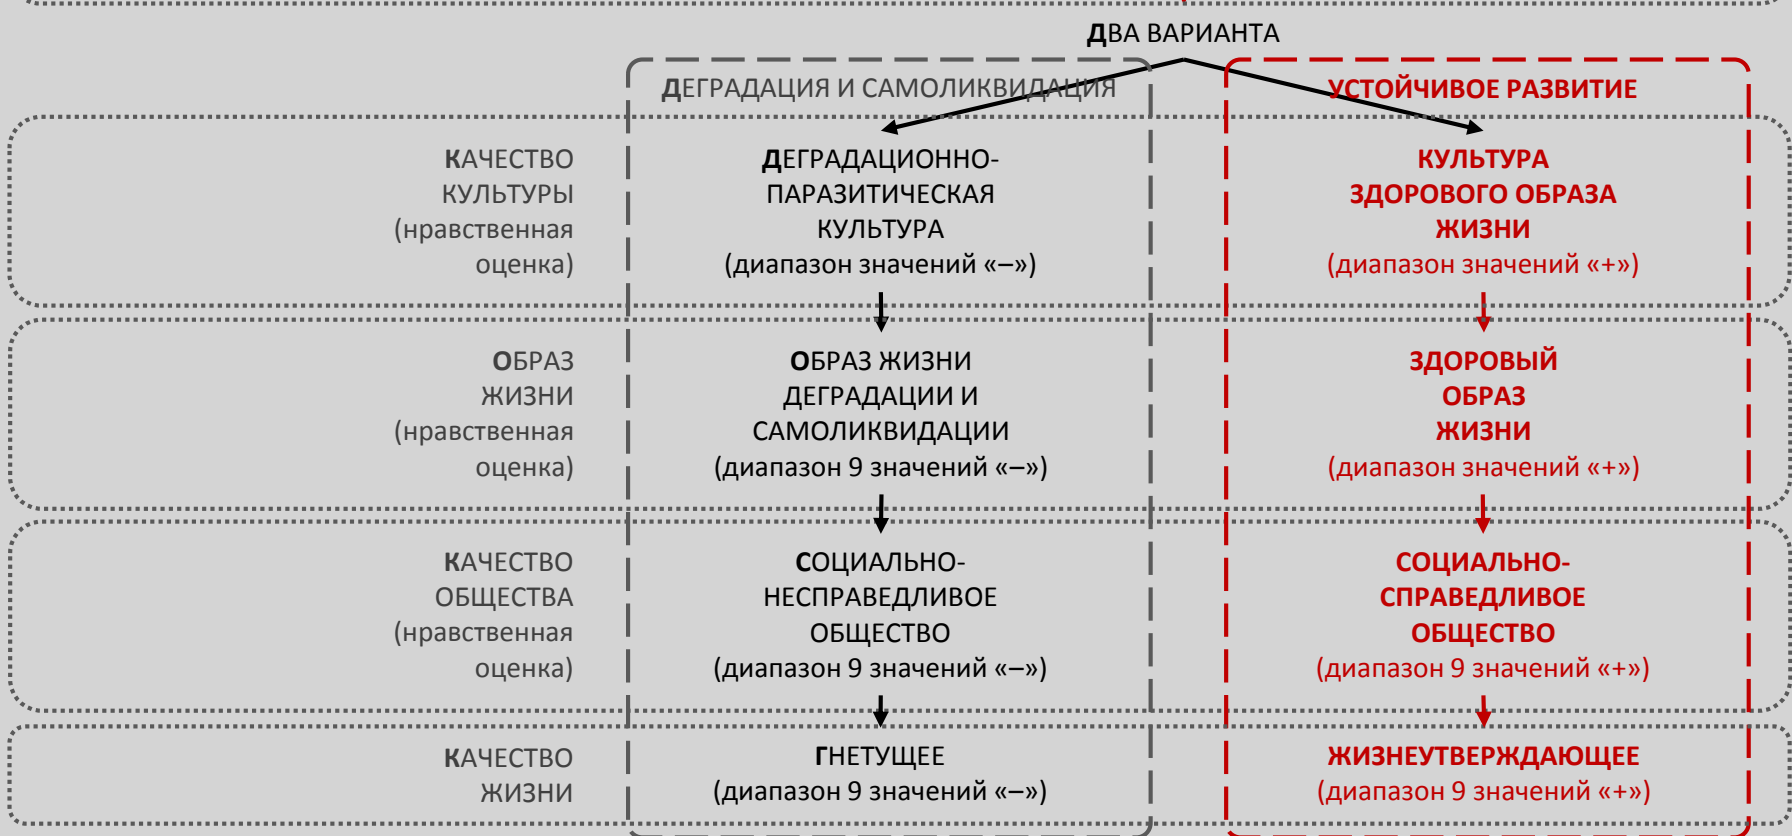 ДВА ВАРИАНТА
ДЕГРАДАЦИЯ И САМОЛИКВИДАЦИЯ
УСТОЙЧИВОЕ РАЗВИТИЕ
КАЧЕСТВО
КУЛЬТУРЫ
(нравственная
оценка)
ДЕГРАДАЦИОННО-
ПАРАЗИТИЧЕСКАЯ
КУЛЬТУРА
(диапазон значений «–»)
КУЛЬТУРА
ЗДОРОВОГО ОБРАЗА
ЖИЗНИ
(диапазон значений «+»)
ОБРАЗ
ЖИЗНИ
(нравственная
оценка)
ОБРАЗ ЖИЗНИ
ДЕГРАДАЦИИ И
САМОЛИКВИДАЦИИ
(диапазон 9 значений «–»)
ЗДОРОВЫЙ
ОБРАЗ
ЖИЗНИ
(диапазон значений «+»)
КАЧЕСТВО
ОБЩЕСТВА
(нравственная
оценка)
СОЦИАЛЬНО-
НЕСПРАВЕДЛИВОЕ
ОБЩЕСТВО
(диапазон 9 значений «–»)
СОЦИАЛЬНО-
СПРАВЕДЛИВОЕ
ОБЩЕСТВО
(диапазон 9 значений «+»)
КАЧЕСТВО
ЖИЗНИ
ГНЕТУЩЕЕ
(диапазон 9 значений «–»)
ЖИЗНЕУТВЕРЖДАЮЩЕЕ
(диапазон 9 значений «+»)